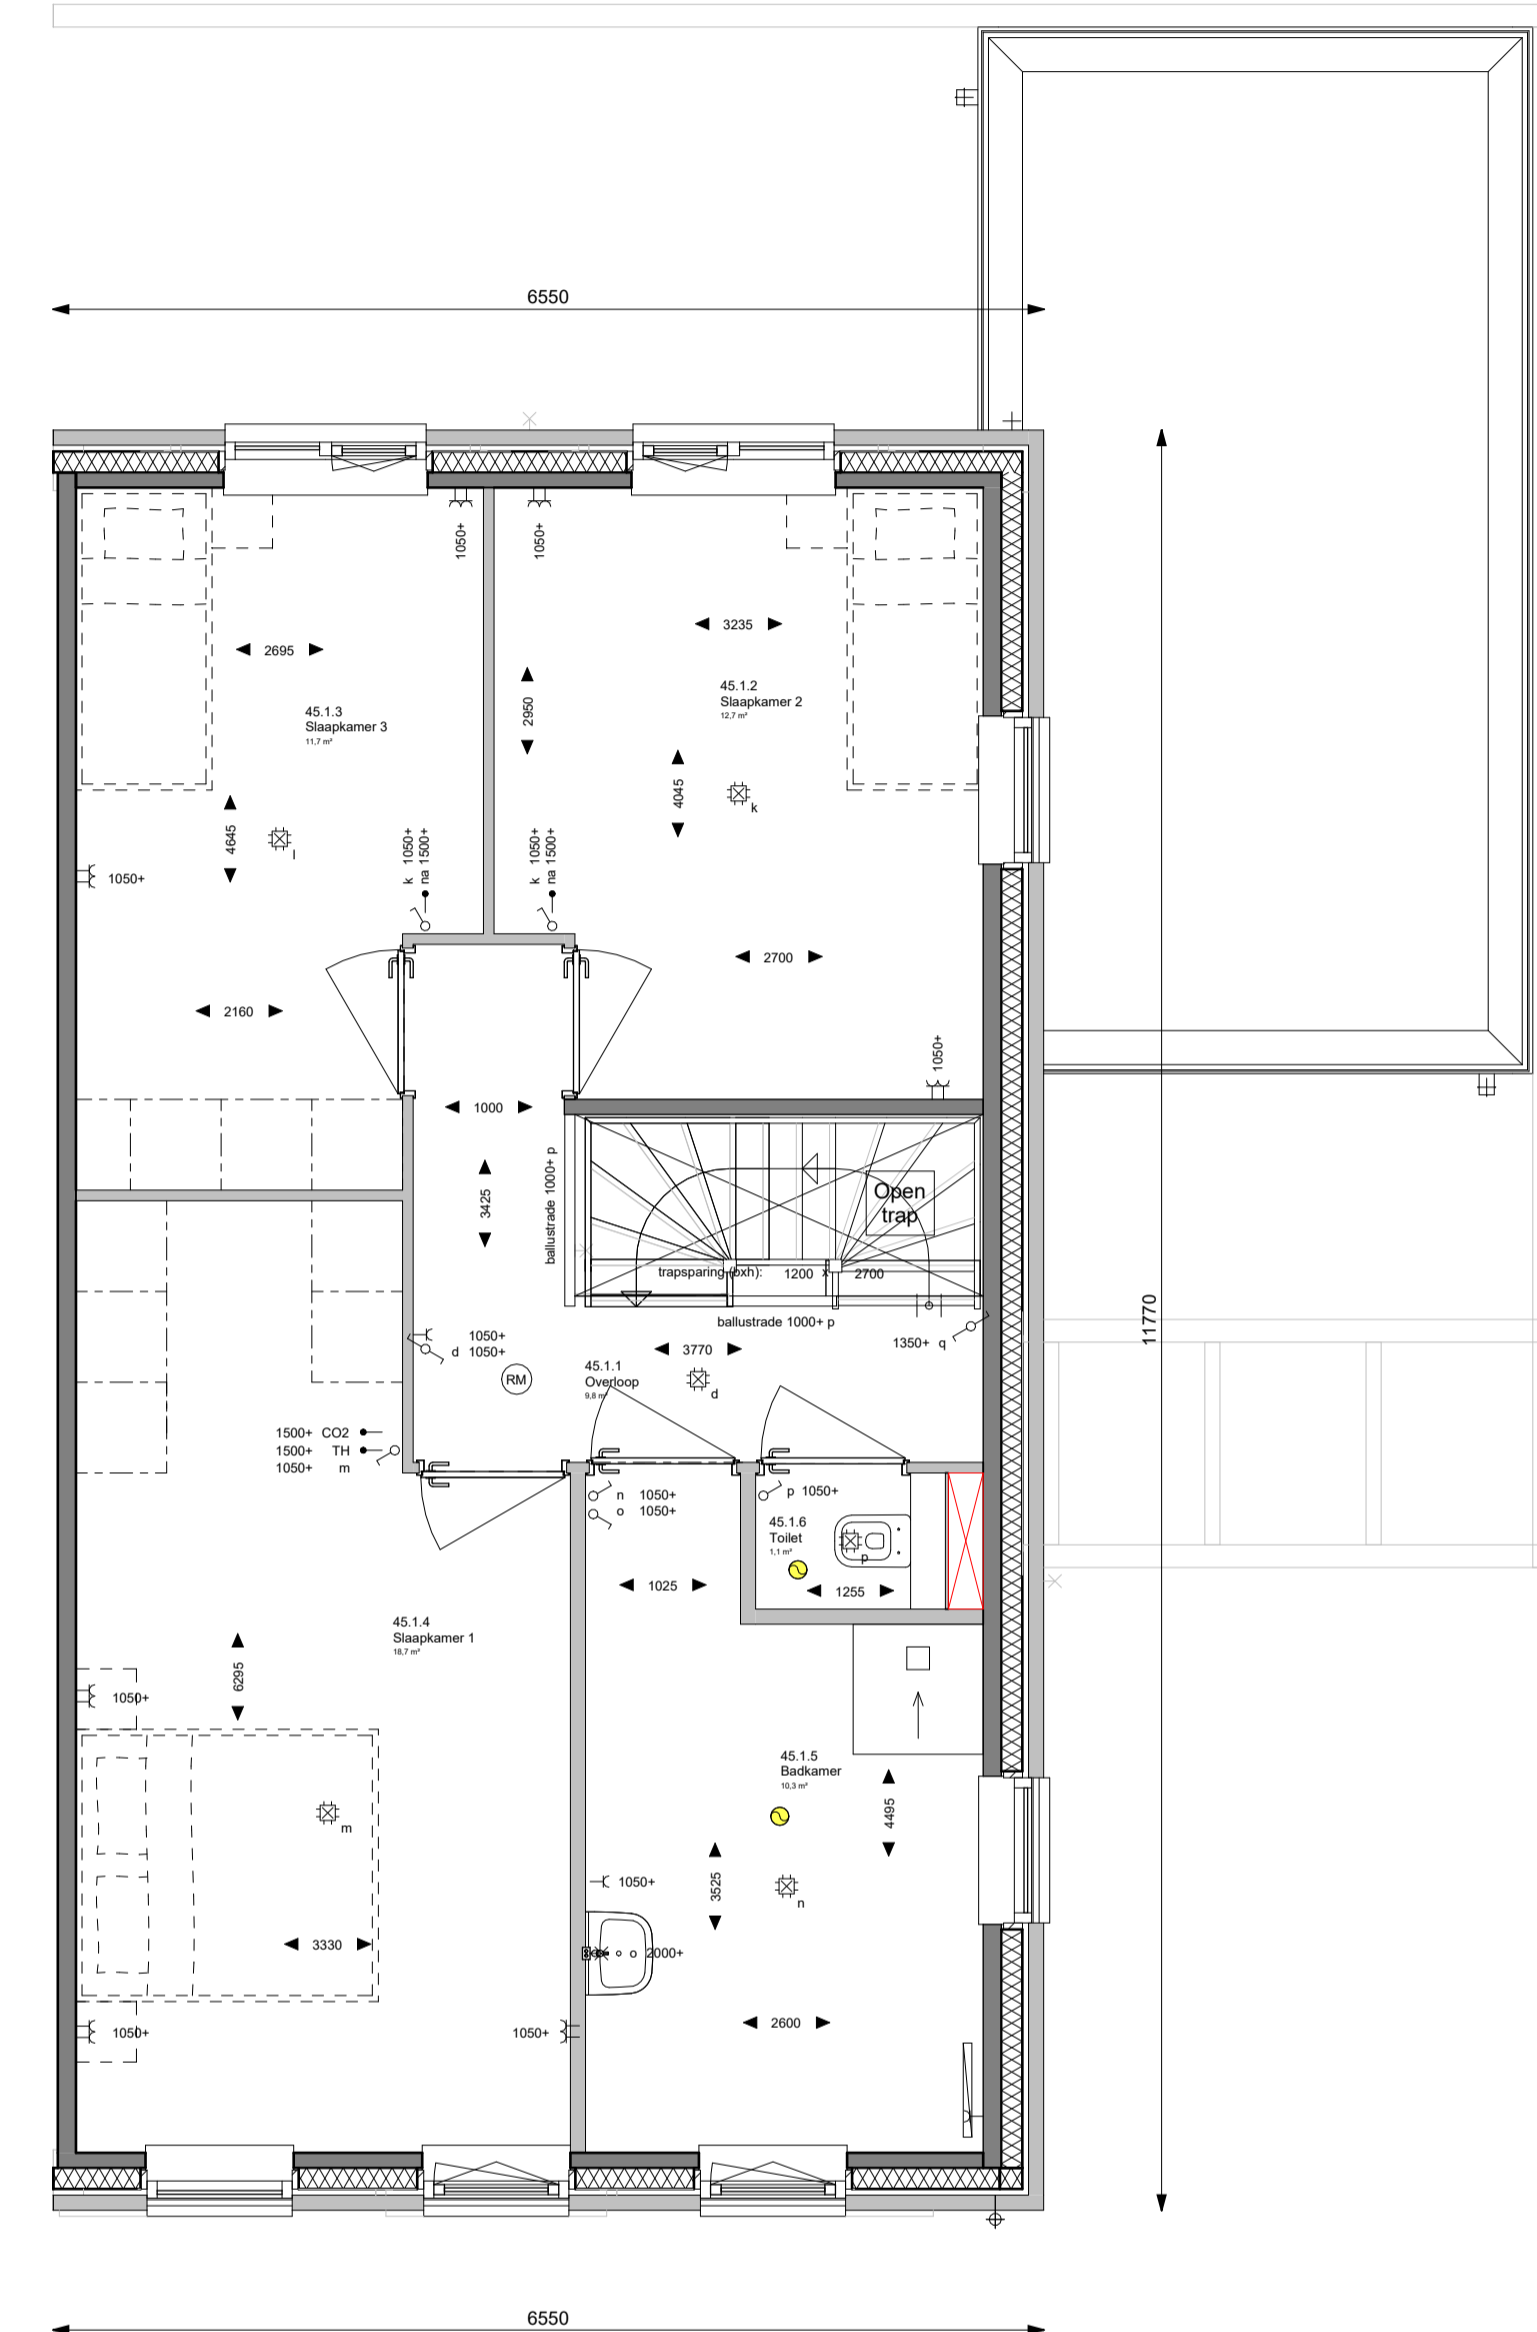 6550
1050+
1050+
3235
2695
45.1.2
Slaapkamer 2
12,7 m²
45.1.3
Slaapkamer 3
11,7 m²
2950
4045
k
4645
l
k 1050+
na 1500+
k 1050+
na 1500+
1050+
2700
2160
1050+
1000
ballustrade 1000+ p
3425
Open
trap
trapsparing (bxh): 1200 x 2700
11770
ballustrade 1000+ p
1050+
d 1050+
3770
1350+ q
45.1.1
Overloop
9,8 m²
RM
d
1500+ CO2
1500+ TH
1050+ m
n 1050+
o 1050+
p 1050+
45.1.6
Toilet
1,1 m²
p
1025
1255
45.1.4
Slaapkamer 1
18,7 m²
6295
1050+
45.1.5
Badkamer
10,3 m²
4495
m
3525
1050+
n
3330
2000+
2600
1050+
1050+
6550